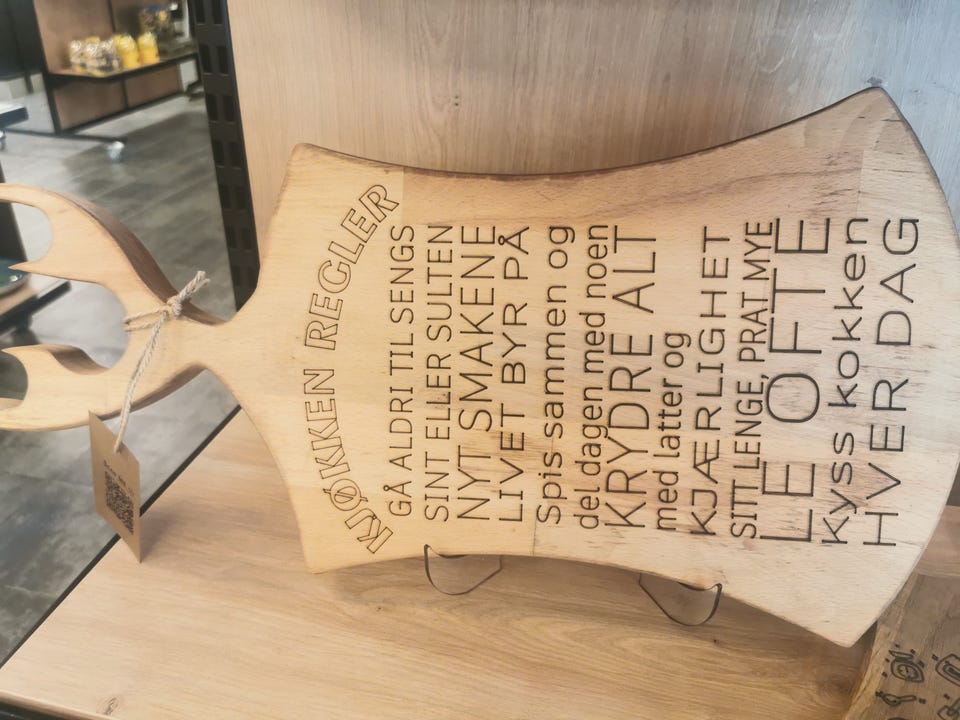 KJØKKEN REGLER
GÅ ALDRI TIL SENGS
SINT ELLER SULTEN
NYT SMAKENE
LIVET BYR PÅ
Spis sammen og
del dagen med noen
KRYDRE ALT
med latter og
KJÆRLIGHET
SITT LENGE, PRAT MYE
LE OFTE
Kyss kokken
HVER DAG